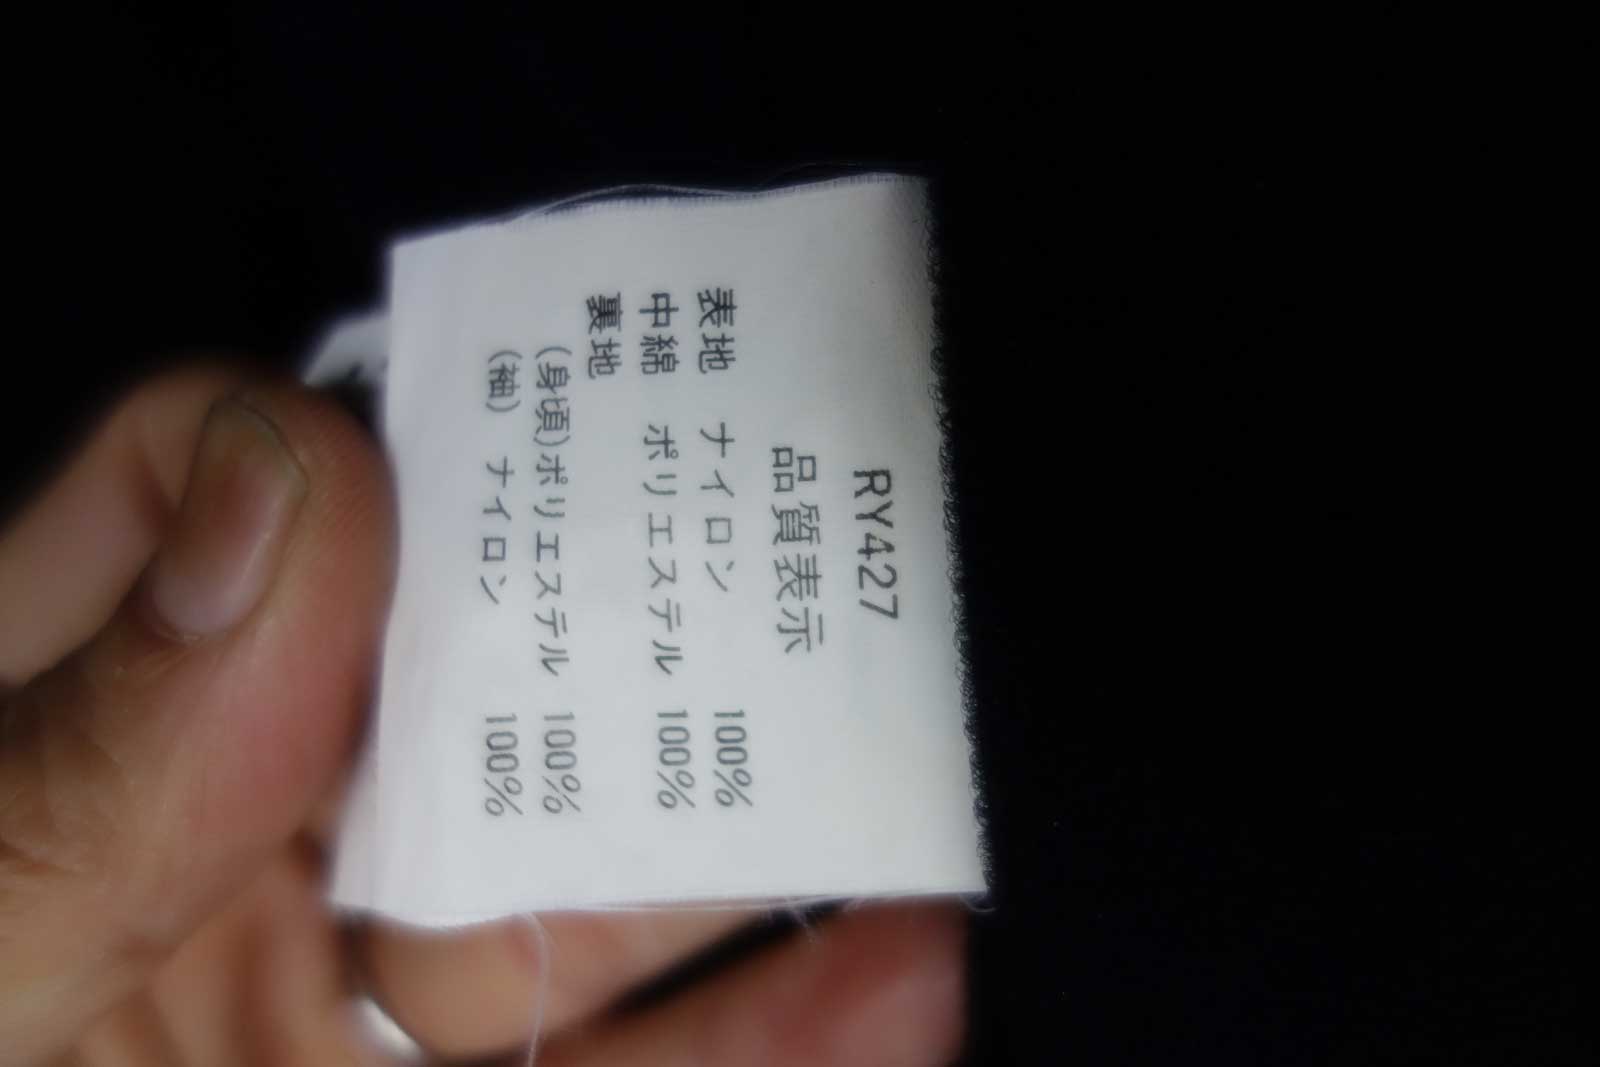 RY427
品質表示
表地 ナイロン 100%
中綿 ポリエステル 100%
裏地
(身頃)ポリエステル 100%
(袖) ナイロン 100%